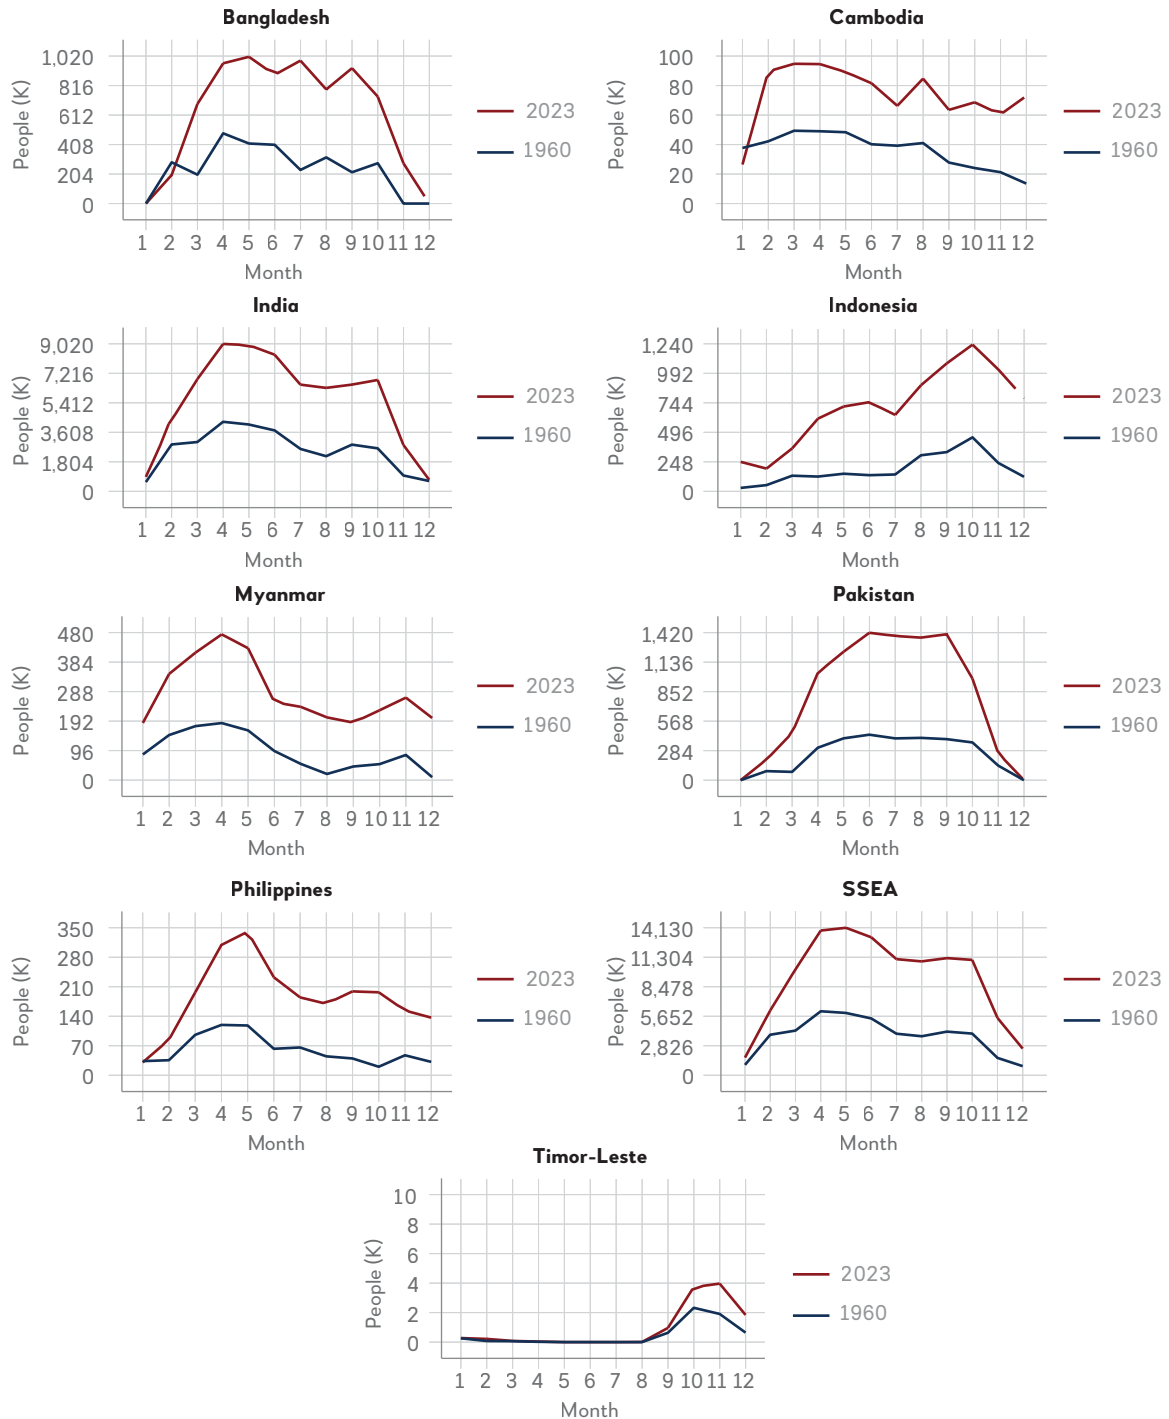 Bangladesh
People (K)
1,020
816
612
408
204
0
1 2 3 4 5 6 7 8 9 10 11 12
Month
2023
1960
Cambodia
People (K)
100
80
60
40
20
0
1 2 3 4 5 6 7 8 9 10 11 12
Month
2023
1960
India
People (K)
9,020
7,216
5,412
3,608
1,804
0
1 2 3 4 5 6 7 8 9 10 11 12
Month
2023
1960
Indonesia
People (K)
1,240
992
744
496
248
0
1 2 3 4 5 6 7 8 9 10 11 12
Month
2023
1960
Myanmar
People (K)
480
384
288
192
96
0
1 2 3 4 5 6 7 8 9 10 11 12
Month
2023
1960
Pakistan
People (K)
1,420
1,136
852
568
284
0
1 2 3 4 5 6 7 8 9 10 11 12
Month
2023
1960
Philippines
People (K)
350
280
210
140
70
0
1 2 3 4 5 6 7 8 9 10 11 12
Month
2023
1960
SSEA
People (K)
14,130
11,304
8,478
5,652
2,826
0
1 2 3 4 5 6 7 8 9 10 11 12
Month
2023
1960
Timor-Leste
People (K)
10
8
6
4
2
0
1 2 3 4 5 6 7 8 9 10 11 12
Month
2023
1960